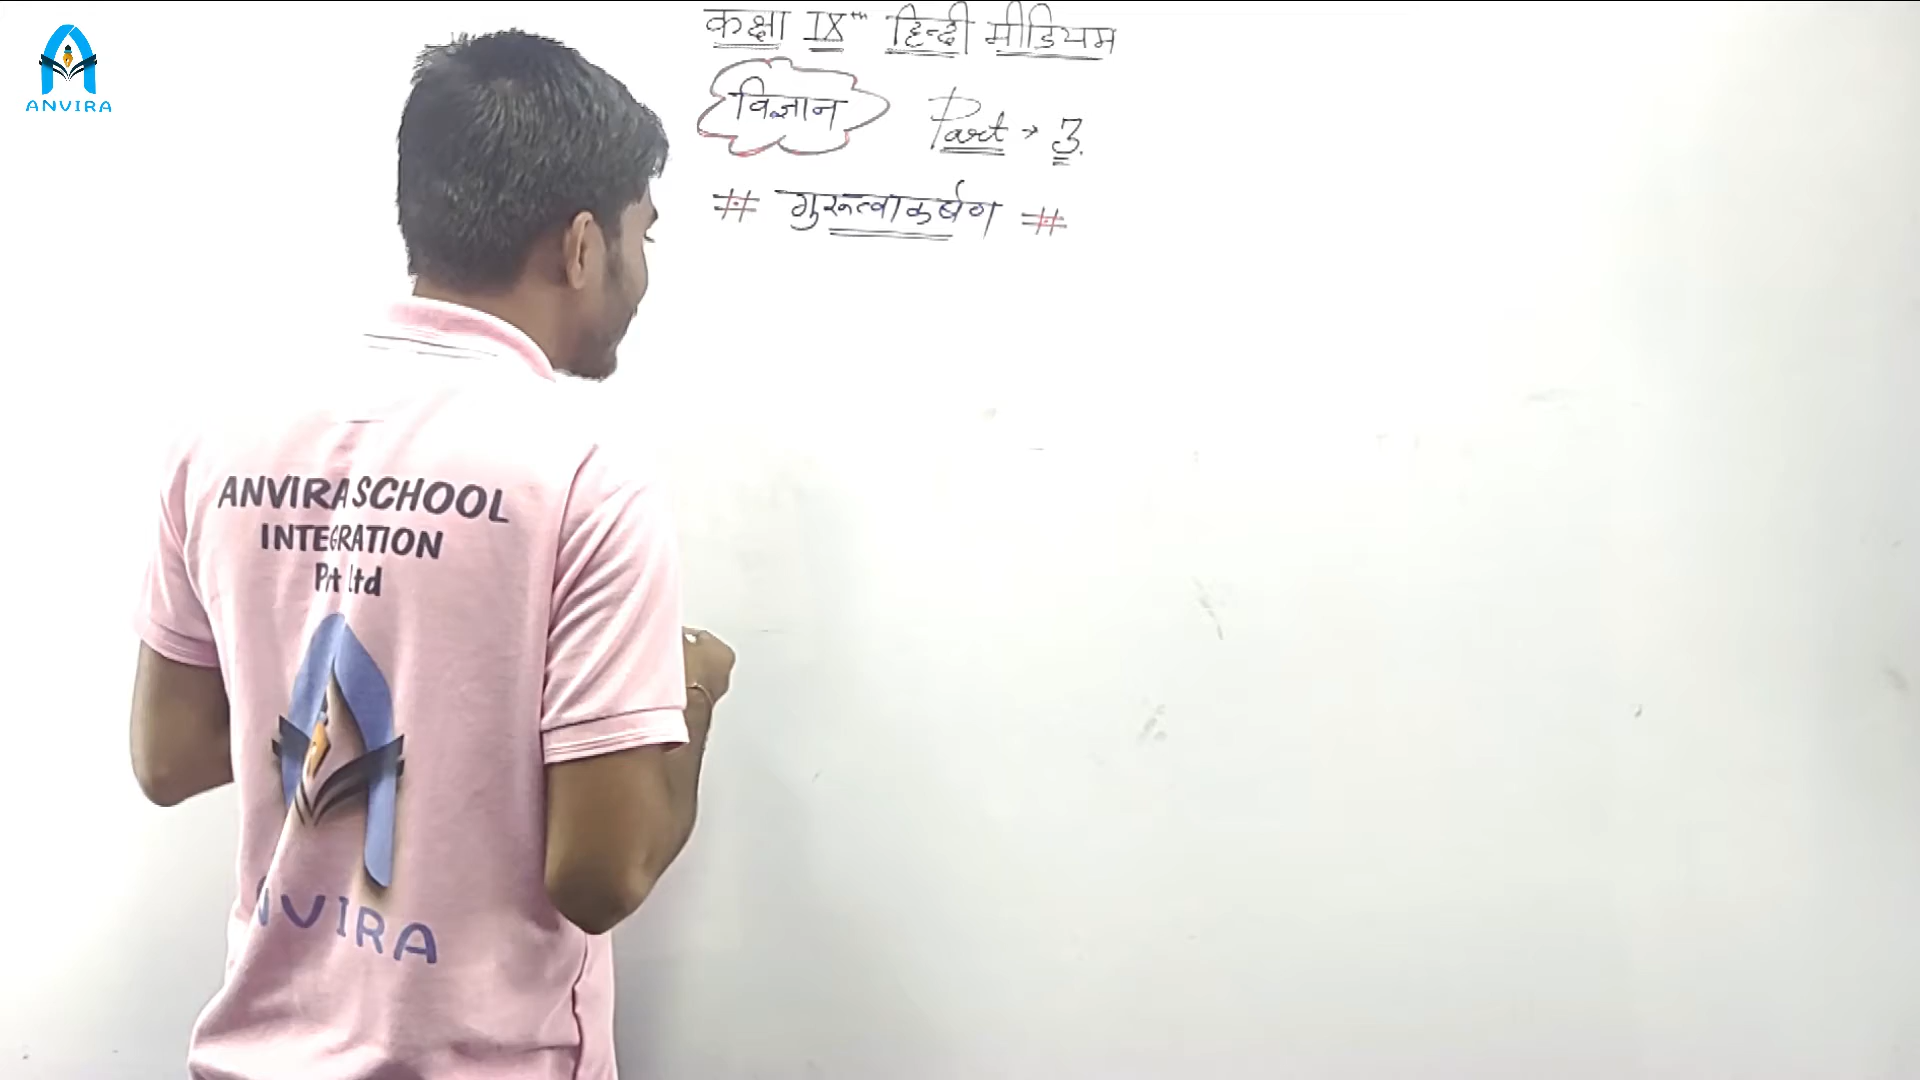 ANVIRA
कक्षा IXth हिन्दी मीडियम
विज्ञान Part → 3.
# गुरूत्वाकर्षण #
ANVIRA SCHOOL
INTEGRATION
Pvt Ltd
ANVIRA